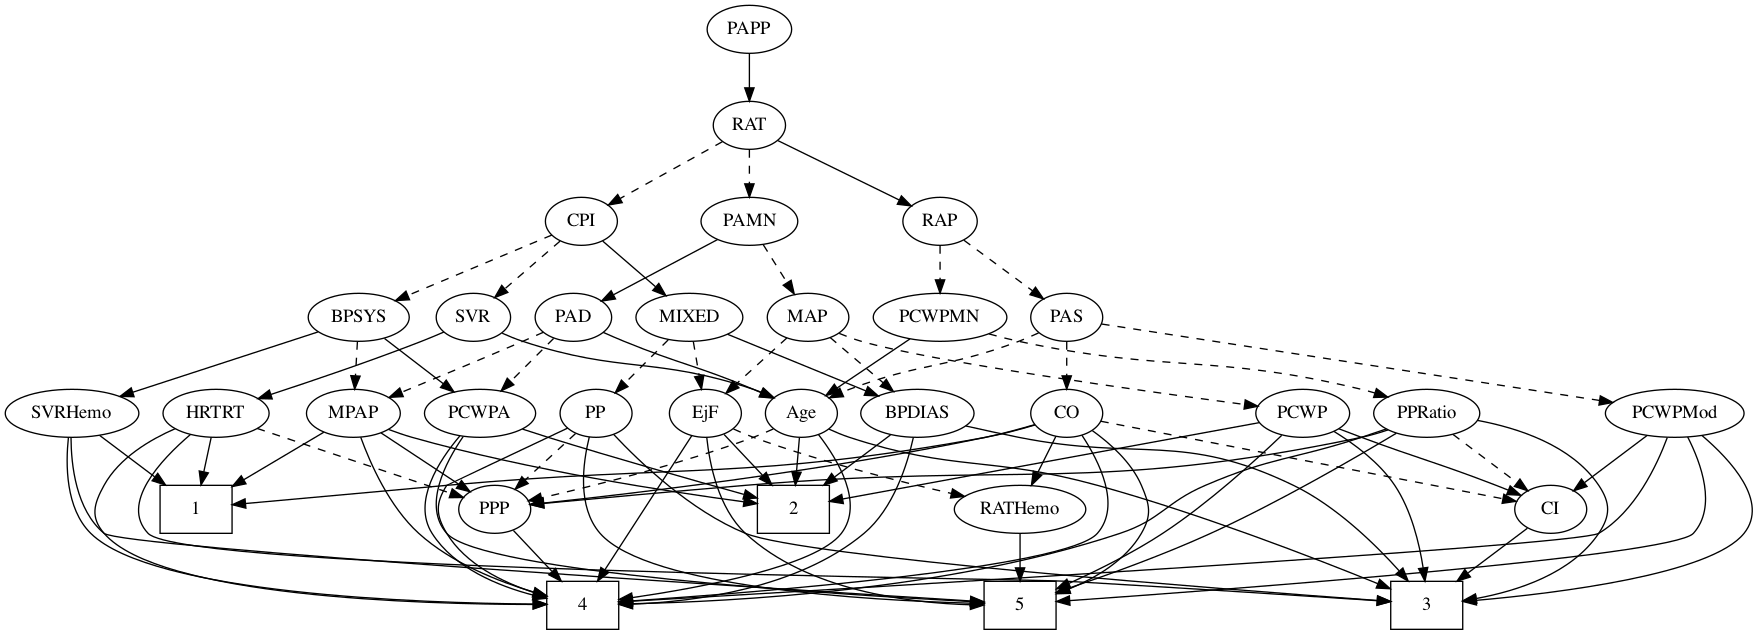 PAPP
RAT
CPI PAMN RAP
BPSYS SVR PAD MIXED MAP PCWPMN PAS
SVRHemo HRTRT MPAP PCWPA PP EjF Age BPDIAS CO PCWP PPRatio PCWPMod
1 PPP 2 RATHemo CI
4 5 3